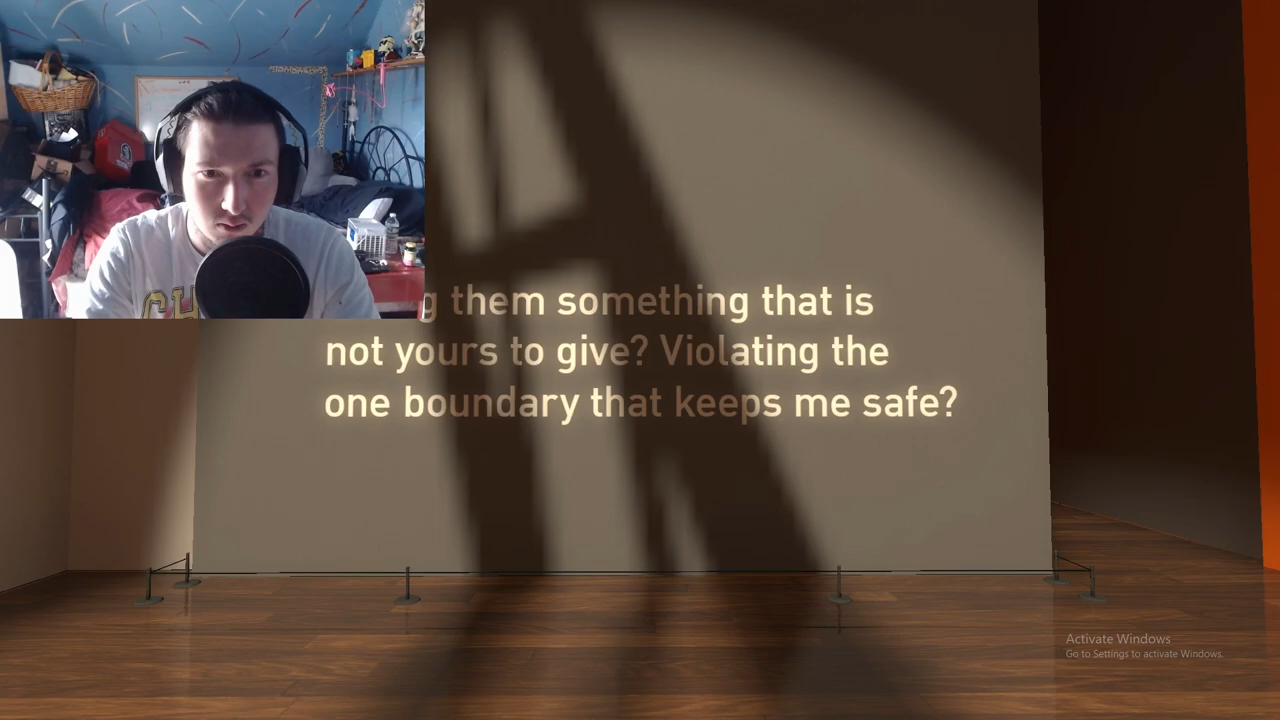 them something that is
not yours to give? Violating the
one boundary that keeps me safe?
Activate Windows
Go to Settings to activate Windows.